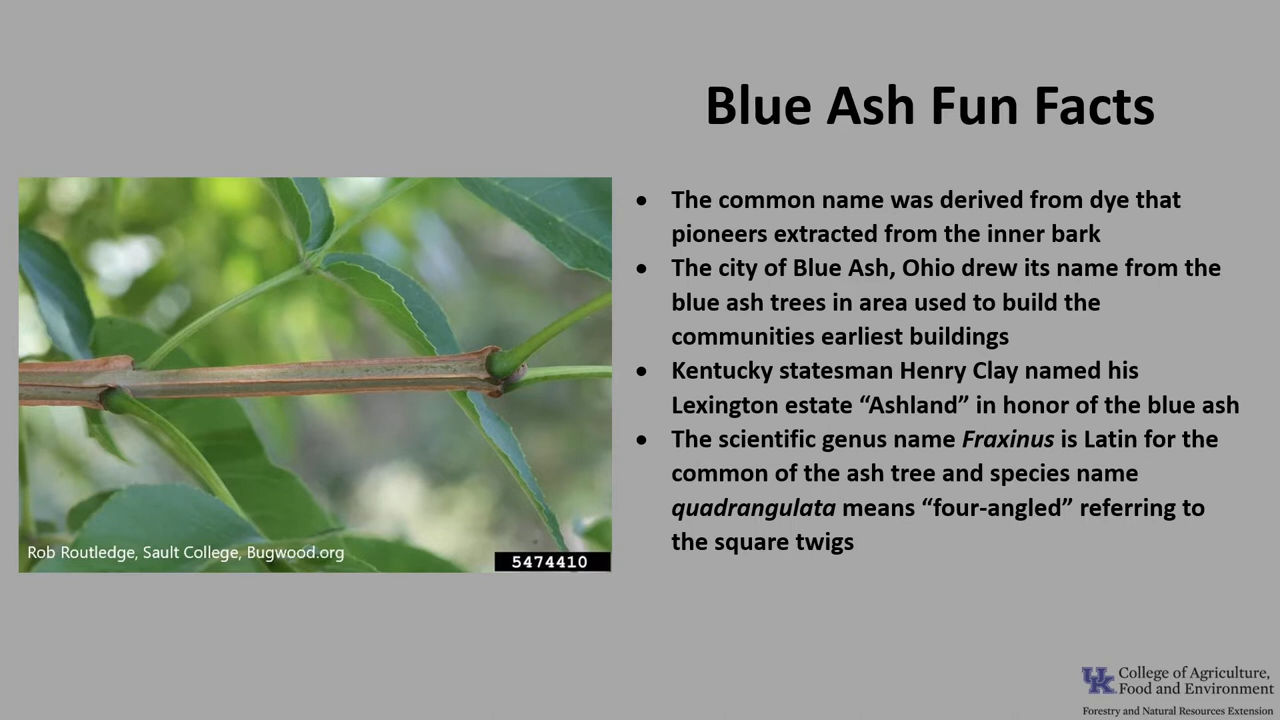 Blue Ash Fun Facts
• The common name was derived from dye that
pioneers extracted from the inner bark
• The city of Blue Ash, Ohio drew its name from the
blue ash trees in area used to build the
communities earliest buildings
• Kentucky statesman Henry Clay named his
Lexington estate “Ashland” in honor of the blue ash
• The scientific genus name Fraxinus is Latin for the
common of the ash tree and species name
quadrangulata means “four-angled” referring to
the square twigs
Rob Routledge, Sault College, Bugwood.org
5474410
UK College of Agriculture,
Food and Environment
Forestry and Natural Resources Extension